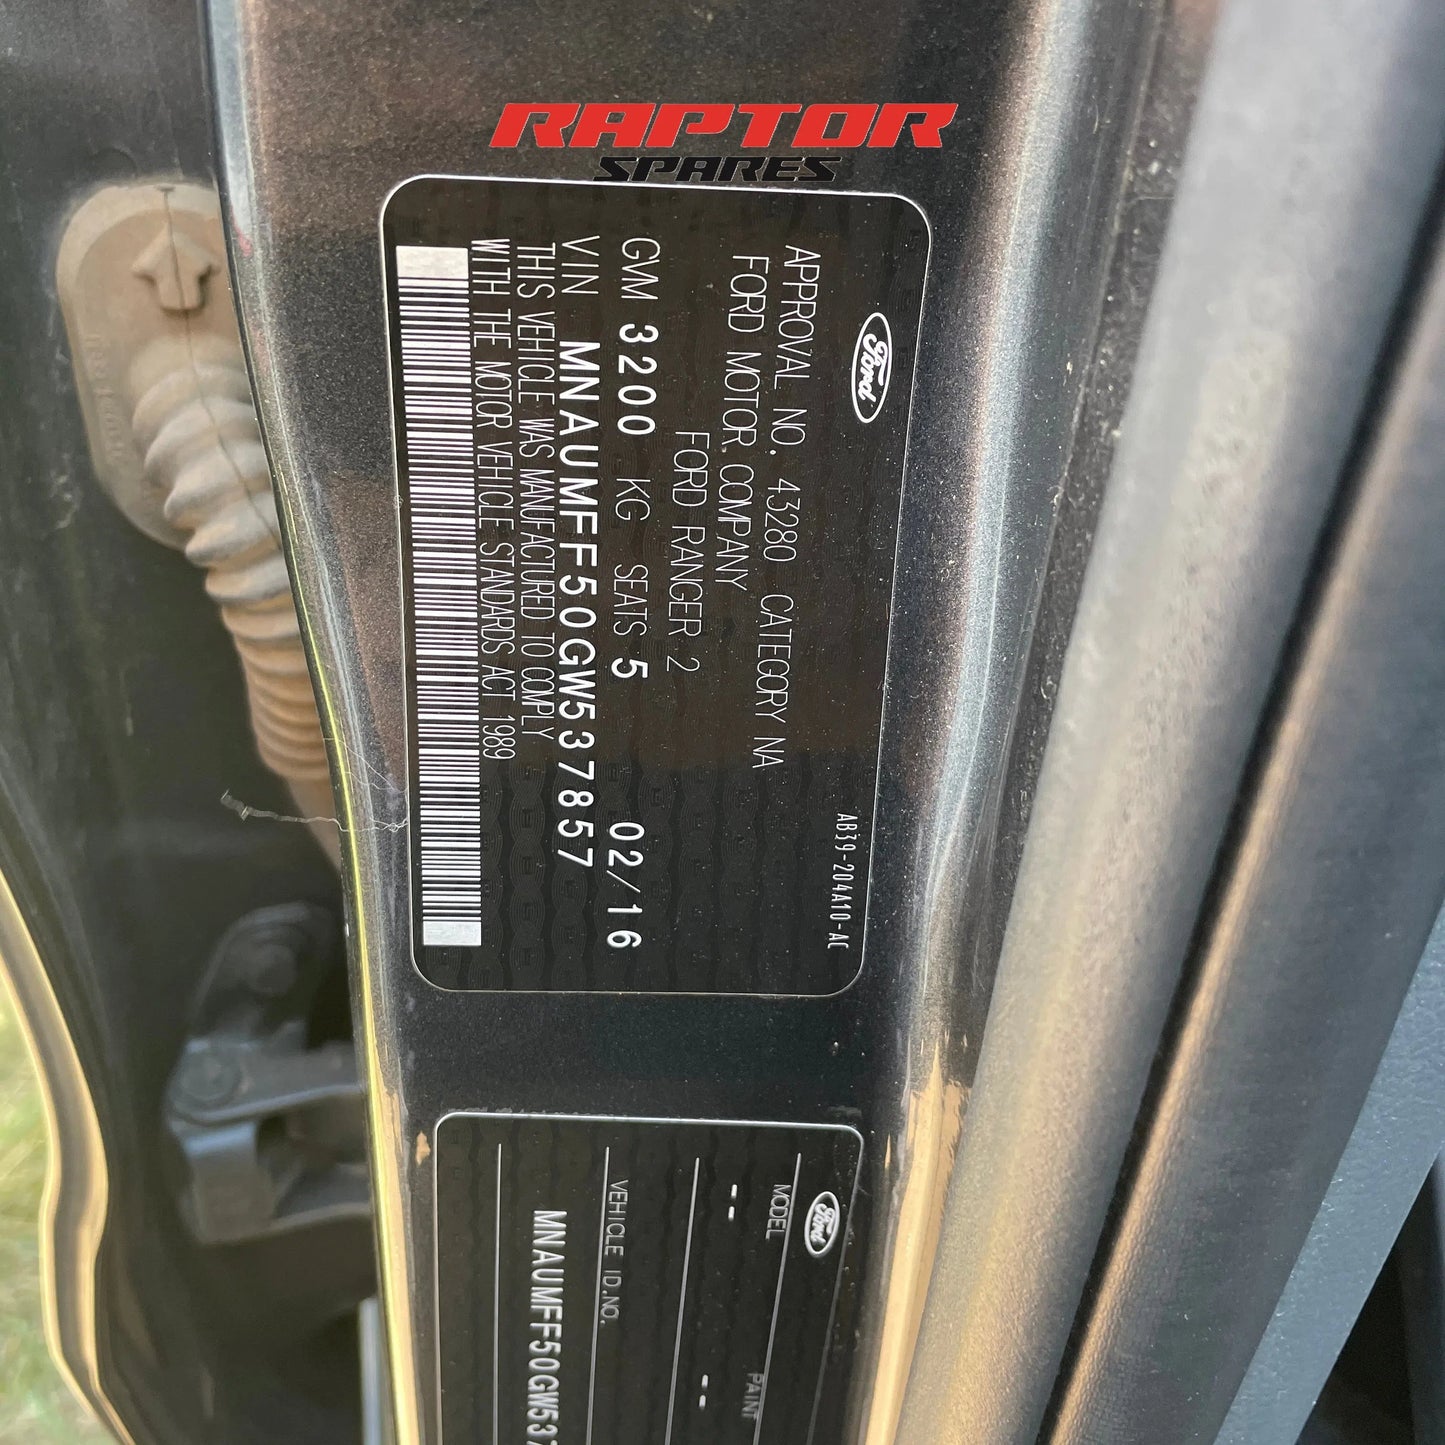 RAPTOR
SPARES
Ford
APPROVAL NO. 43280 CATEGORY NA
FORD MOTOR COMPANY
FORD RANGER 2
GVM 3200 KG SEATS 5 02/16
VIN MNAUMFF50GW537857
THIS VEHICLE WAS MANUFACTURED TO COMPLY
WITH THE MOTOR VEHICLE STANDARDS ACT 1989
AB39-204A10-AC
Ford
MODEL PAINT
-- --
VEHICLE ID.NO.
MNAUMFF50GW537